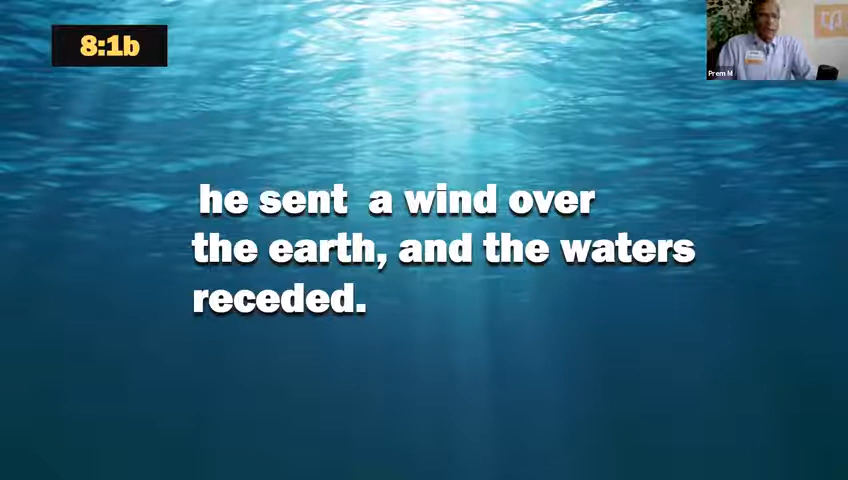 8:1b
Prem M
he sent a wind over
the earth, and the waters
receded.